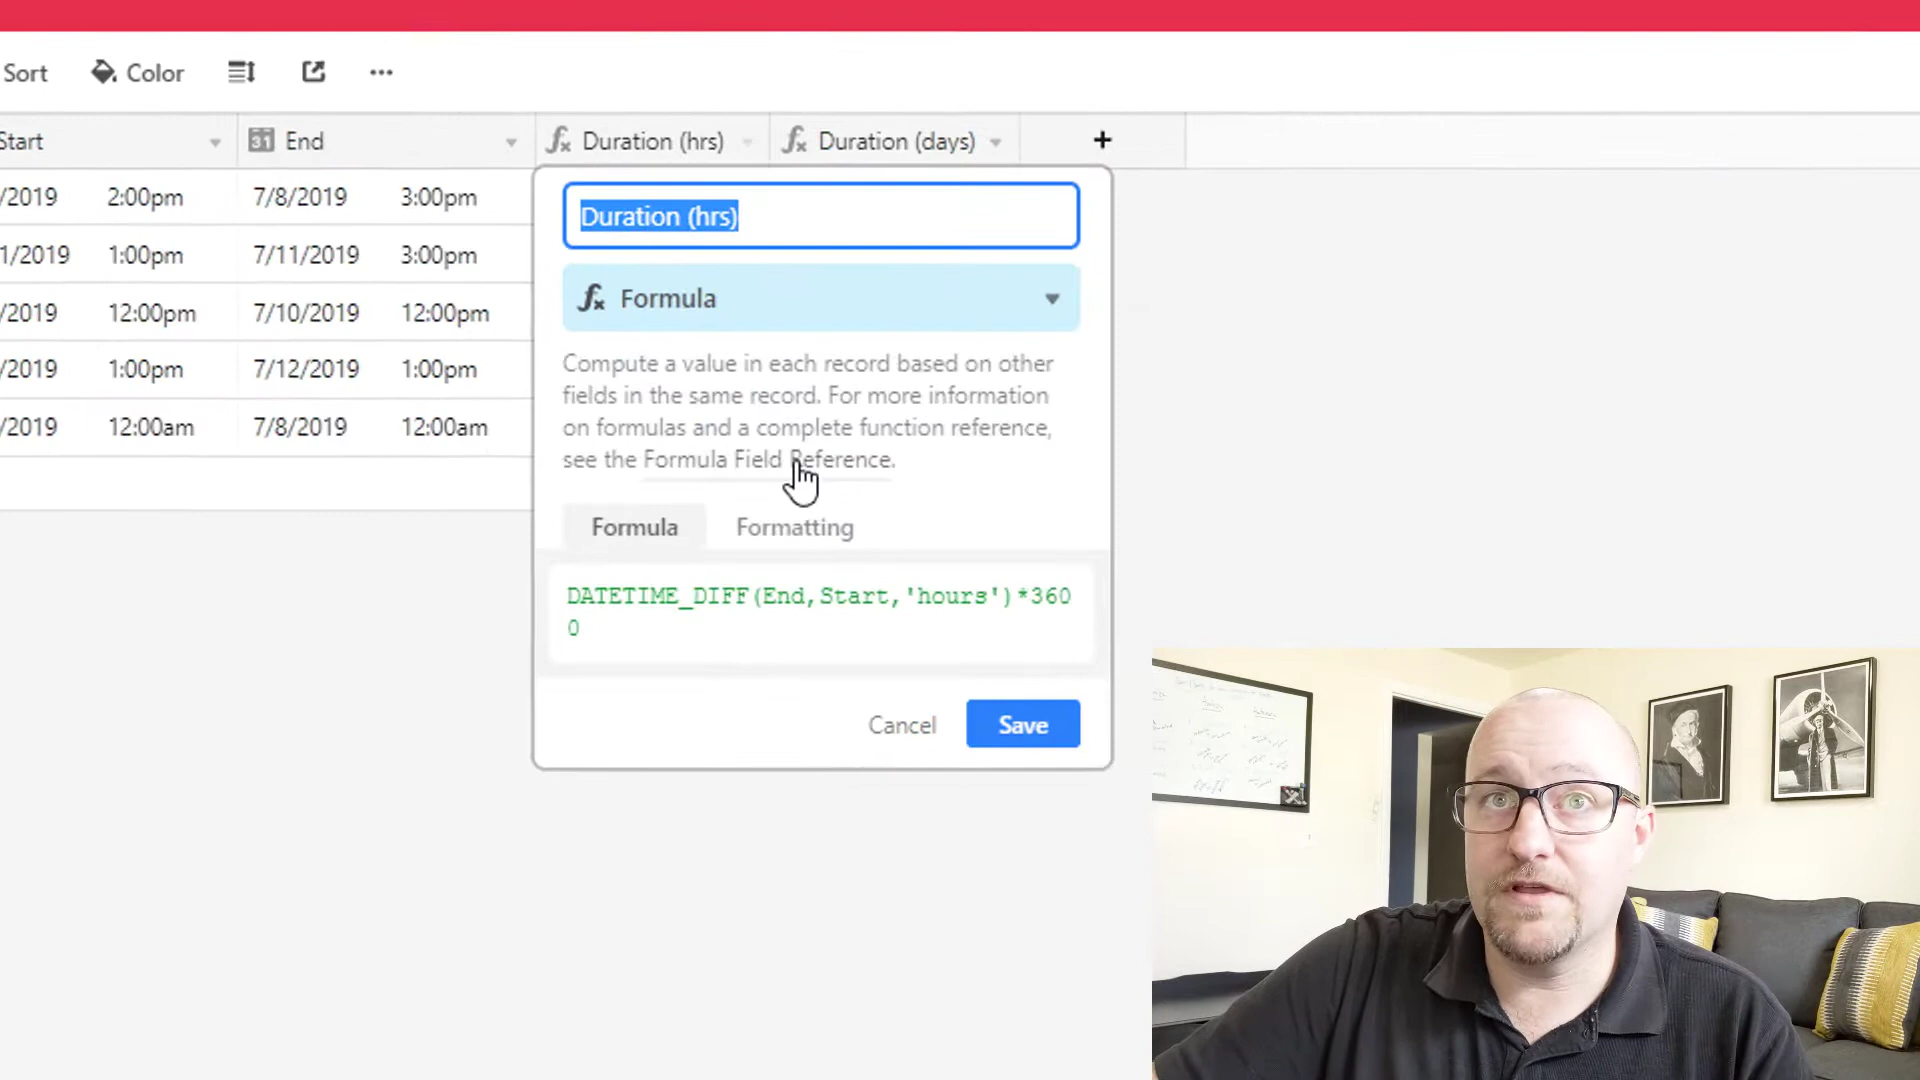 Sort Color
Start End Duration (hrs) Duration (days) +
/2019 2:00pm 7/8/2019 3:00pm
1/2019 1:00pm 7/11/2019 3:00pm
/2019 12:00pm 7/10/2019 12:00pm
/2019 1:00pm 7/12/2019 1:00pm
/2019 12:00am 7/8/2019 12:00am
Duration (hrs)
Formula
Compute a value in each record based on other
fields in the same record. For more information
on formulas and a complete function reference,
see the Formula Field Reference.
Formula Formatting
DATETIME_DIFF(End,Start,'hours')*360
0
Cancel Save